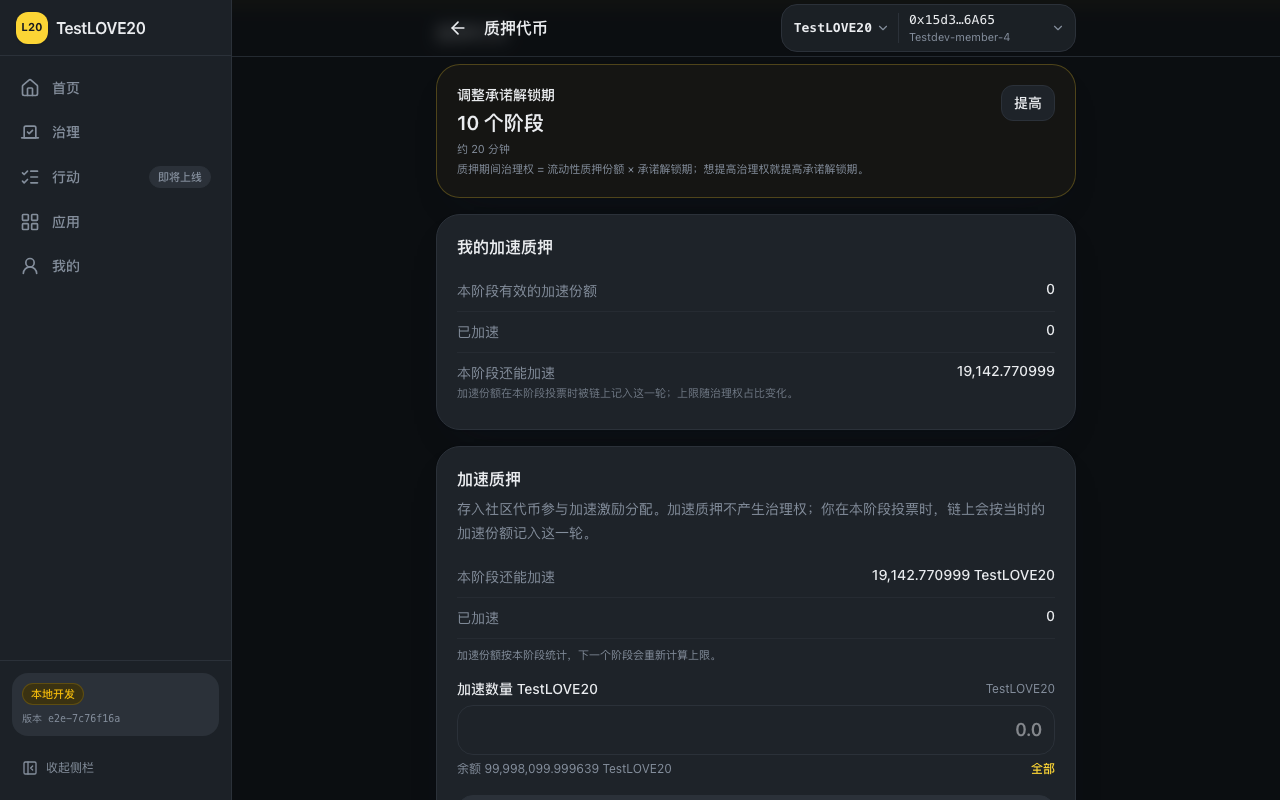 L20 TestLOVE20
首页
治理
行动 即将上线
应用
我的
本地开发
版本 e2e-7c76f16a
收起侧栏
质押代币
TestLOVE20
0x15d3…6A65
Testdev-member-4
调整承诺解锁期
10 个阶段
约 20 分钟
质押期间治理权 = 流动性质押份额 × 承诺解锁期；想提高治理权就提高承诺解锁期。
提高
我的加速质押
本阶段有效的加速份额 0
已加速 0
本阶段还能加速 19,142.770999
加速份额在本阶段投票时被链上记入这一轮；上限随治理权占比变化。
加速质押
存入社区代币参与加速激励分配。加速质押不产生治理权；你在本阶段投票时，链上会按当时的
加速份额记入这一轮。
本阶段还能加速 19,142.770999 TestLOVE20
已加速 0
加速份额按本阶段统计，下一个阶段会重新计算上限。
加速数量 TestLOVE20 TestLOVE20
0.0
余额 99,998,099.999639 TestLOVE20 全部